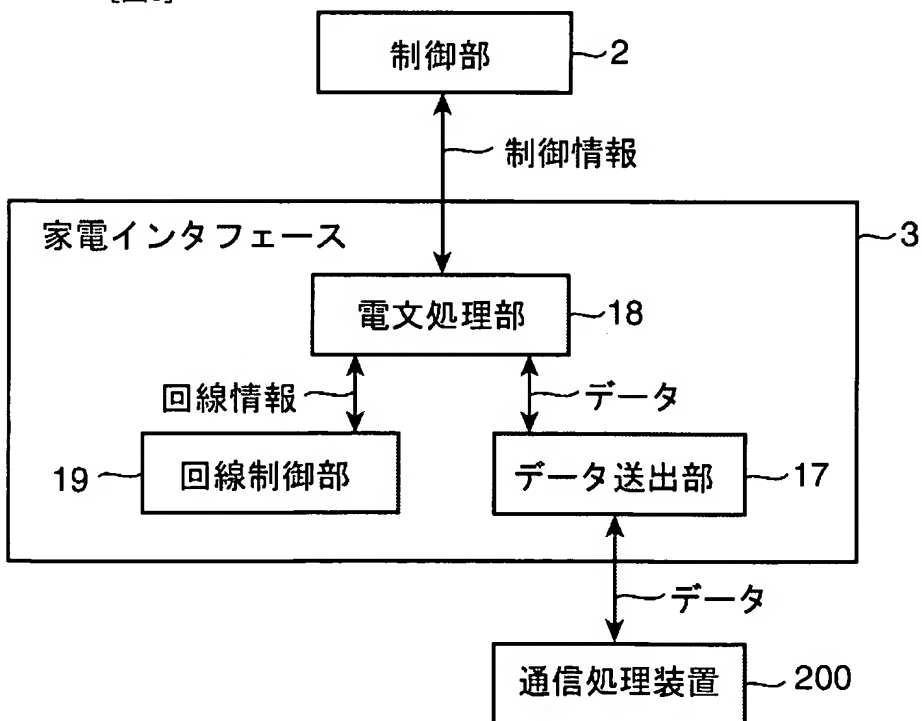 制御部 2
制御情報
家電インタフェース 3
電文処理部 18
回線情報 データ
19 回線制御部 データ送出部 17
データ
通信処理装置 200